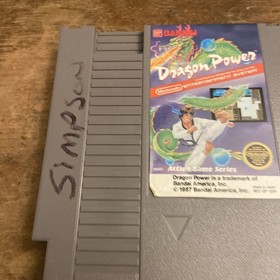 Simpson
BANDAI
Dragon Power
Nintendo ENTERTAINMENT SYSTEM
Action Game Series
Dragon Power is a trademark of
Bandai America, Inc.
© 1987 Bandai America, Inc.